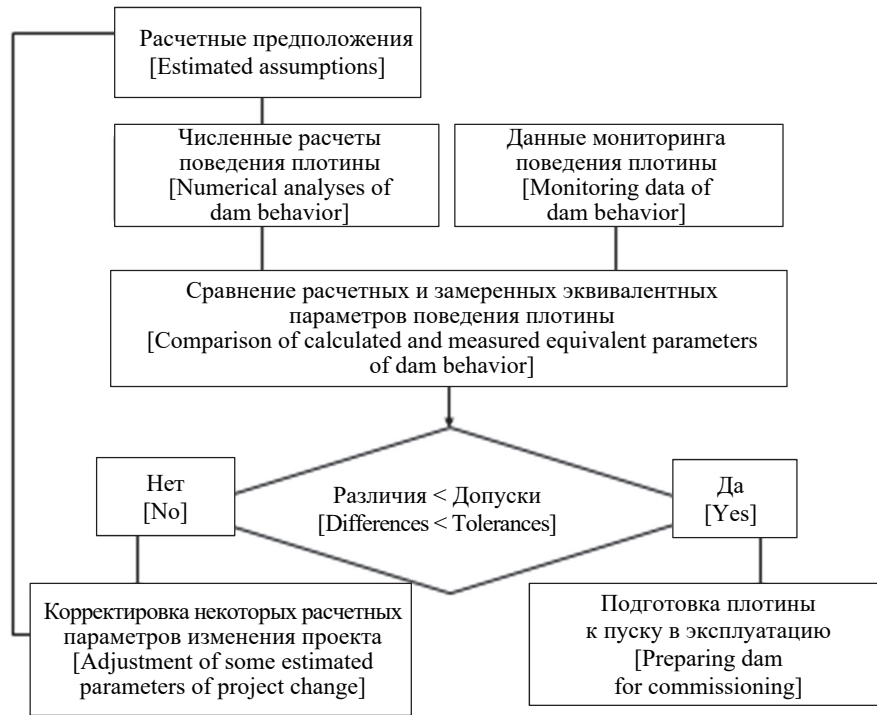 Расчетные предположения
[Estimated assumptions]
Численные расчеты
поведения плотины
[Numerical analyses of
dam behavior]
Данные мониторинга
поведения плотины
[Monitoring data of
dam behavior]
Сравнение расчетных и замеренных эквивалентных
параметров поведения плотины
[Comparison of calculated and measured equivalent parameters
of dam behavior]
Нет
[No]
Различия < Допуски
[Differences < Tolerances]
Да
[Yes]
Корректировка некоторых расчетных
параметров изменения проекта
[Adjustment of some estimated
parameters of project change]
Подготовка плотины
к пуску в эксплуатацию
[Preparing dam
for commissioning]